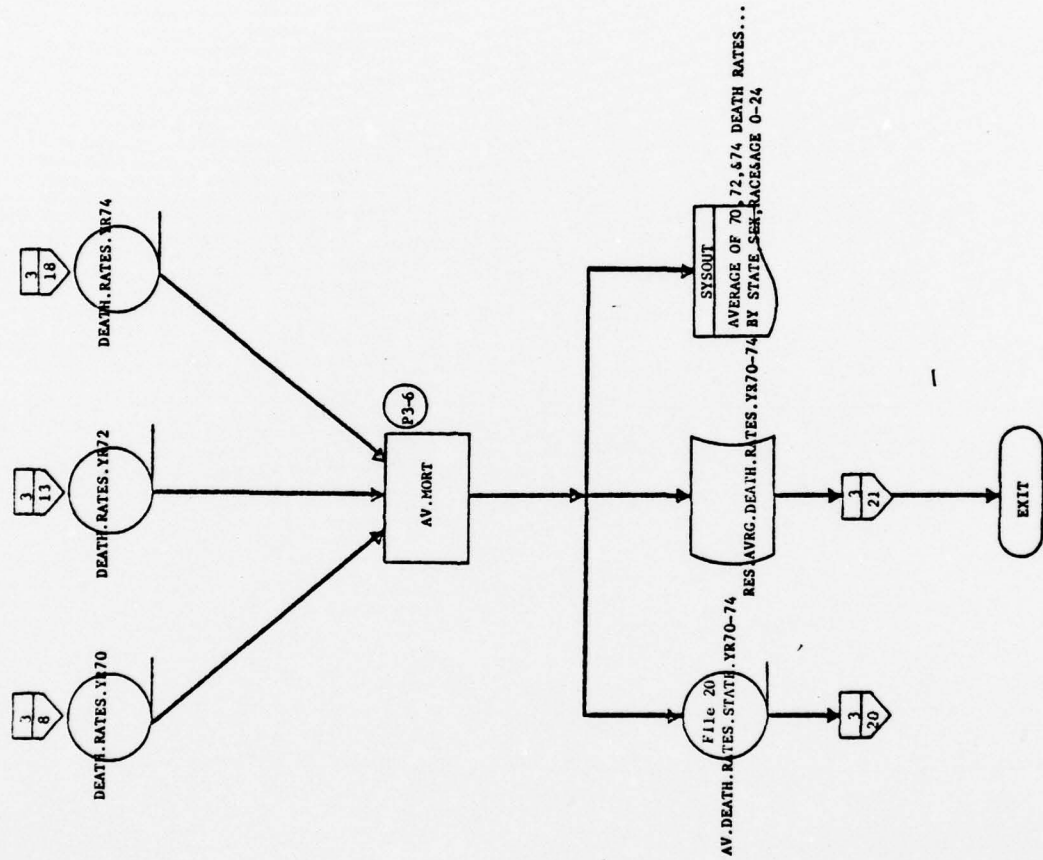 3
8
3
13
3
18
DEATH.RATES.YR70
DEATH.RATES.YR72
DEATH.RATES.YR74
P3-6
AV.MORT
SYSOUT
AVERAGE OF 70,72,&74 DEATH RATES...
BY STATE,SEX,RACE&AGE 0-24
RES.AVRG.DEATH.RATES.YR70-74
File 20
AV.DEATH.RATES.STATE.YR70-74
3
20
3
21
EXIT